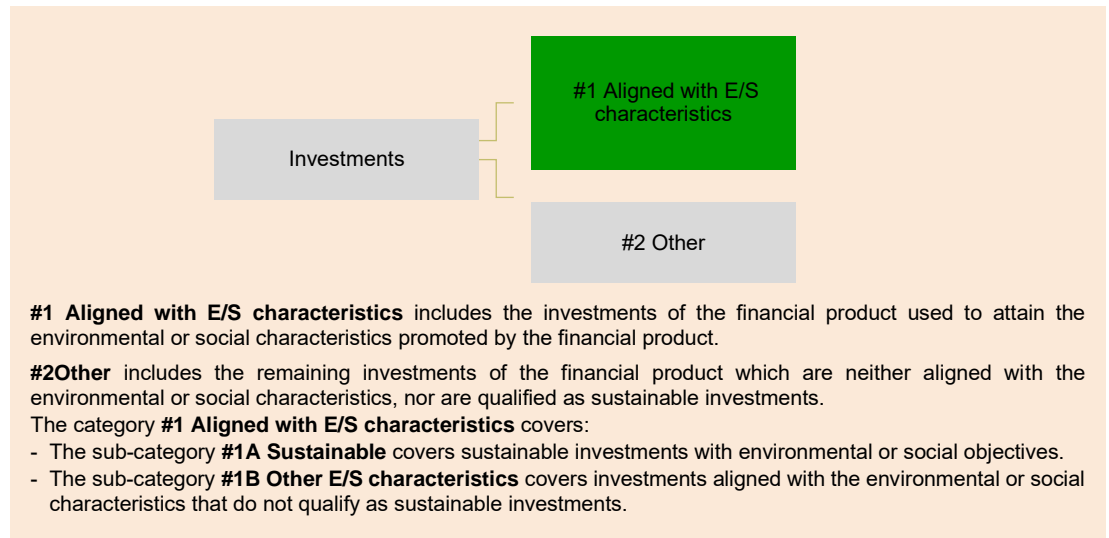 #1 Aligned with E/S
characteristics
Investments
#2 Other
#1 Aligned with E/S characteristics includes the investments of the financial product used to attain the
environmental or social characteristics promoted by the financial product.
#2Other includes the remaining investments of the financial product which are neither aligned with the
environmental or social characteristics, nor are qualified as sustainable investments.
The category #1 Aligned with E/S characteristics covers:
- The sub-category #1A Sustainable covers sustainable investments with environmental or social objectives.
- The sub-category #1B Other E/S characteristics covers investments aligned with the environmental or social
characteristics that do not qualify as sustainable investments.